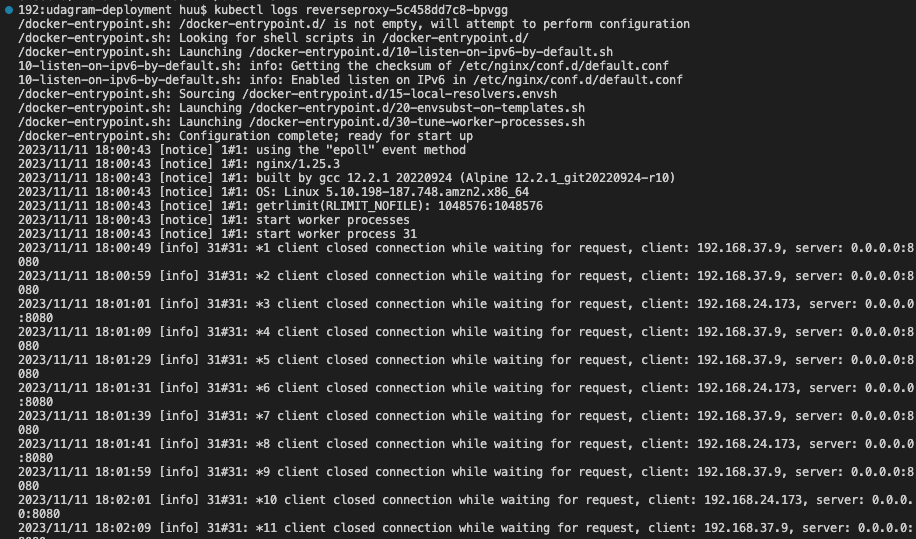 192:udagram-deployment huu$ kubectl logs reverseproxy-5c458dd7c8-bpvgg
/docker-entrypoint.sh: /docker-entrypoint.d/ is not empty, will attempt to perform configuration
/docker-entrypoint.sh: Looking for shell scripts in /docker-entrypoint.d/
/docker-entrypoint.sh: Launching /docker-entrypoint.d/10-listen-on-ipv6-by-default.sh
10-listen-on-ipv6-by-default.sh: info: Getting the checksum of /etc/nginx/conf.d/default.conf
10-listen-on-ipv6-by-default.sh: info: Enabled listen on IPv6 in /etc/nginx/conf.d/default.conf
/docker-entrypoint.sh: Sourcing /docker-entrypoint.d/15-local-resolvers.envsh
/docker-entrypoint.sh: Launching /docker-entrypoint.d/20-envsubst-on-templates.sh
/docker-entrypoint.sh: Launching /docker-entrypoint.d/30-tune-worker-processes.sh
/docker-entrypoint.sh: Configuration complete; ready for start up
2023/11/11 18:00:43 [notice] 1#1: using the "epoll" event method
2023/11/11 18:00:43 [notice] 1#1: nginx/1.25.3
2023/11/11 18:00:43 [notice] 1#1: built by gcc 12.2.1 20220924 (Alpine 12.2.1_git20220924-r10)
2023/11/11 18:00:43 [notice] 1#1: OS: Linux 5.10.198-187.748.amzn2.x86_64
2023/11/11 18:00:43 [notice] 1#1: getrlimit(RLIMIT_NOFILE): 1048576:1048576
2023/11/11 18:00:43 [notice] 1#1: start worker processes
2023/11/11 18:00:43 [notice] 1#1: start worker process 31
2023/11/11 18:00:49 [info] 31#31: *1 client closed connection while waiting for request, client: 192.168.37.9, server: 0.0.0.0:8
080
2023/11/11 18:00:59 [info] 31#31: *2 client closed connection while waiting for request, client: 192.168.37.9, server: 0.0.0.0:8
080
2023/11/11 18:01:01 [info] 31#31: *3 client closed connection while waiting for request, client: 192.168.24.173, server: 0.0.0.0
:8080
2023/11/11 18:01:09 [info] 31#31: *4 client closed connection while waiting for request, client: 192.168.37.9, server: 0.0.0.0:8
080
2023/11/11 18:01:29 [info] 31#31: *5 client closed connection while waiting for request, client: 192.168.37.9, server: 0.0.0.0:8
080
2023/11/11 18:01:31 [info] 31#31: *6 client closed connection while waiting for request, client: 192.168.24.173, server: 0.0.0.0
:8080
2023/11/11 18:01:39 [info] 31#31: *7 client closed connection while waiting for request, client: 192.168.37.9, server: 0.0.0.0:8
080
2023/11/11 18:01:41 [info] 31#31: *8 client closed connection while waiting for request, client: 192.168.24.173, server: 0.0.0.0
:8080
2023/11/11 18:01:59 [info] 31#31: *9 client closed connection while waiting for request, client: 192.168.37.9, server: 0.0.0.0:8
080
2023/11/11 18:02:01 [info] 31#31: *10 client closed connection while waiting for request, client: 192.168.24.173, server: 0.0.0.
0:8080
2023/11/11 18:02:09 [info] 31#31: *11 client closed connection while waiting for request, client: 192.168.37.9, server: 0.0.0.0: